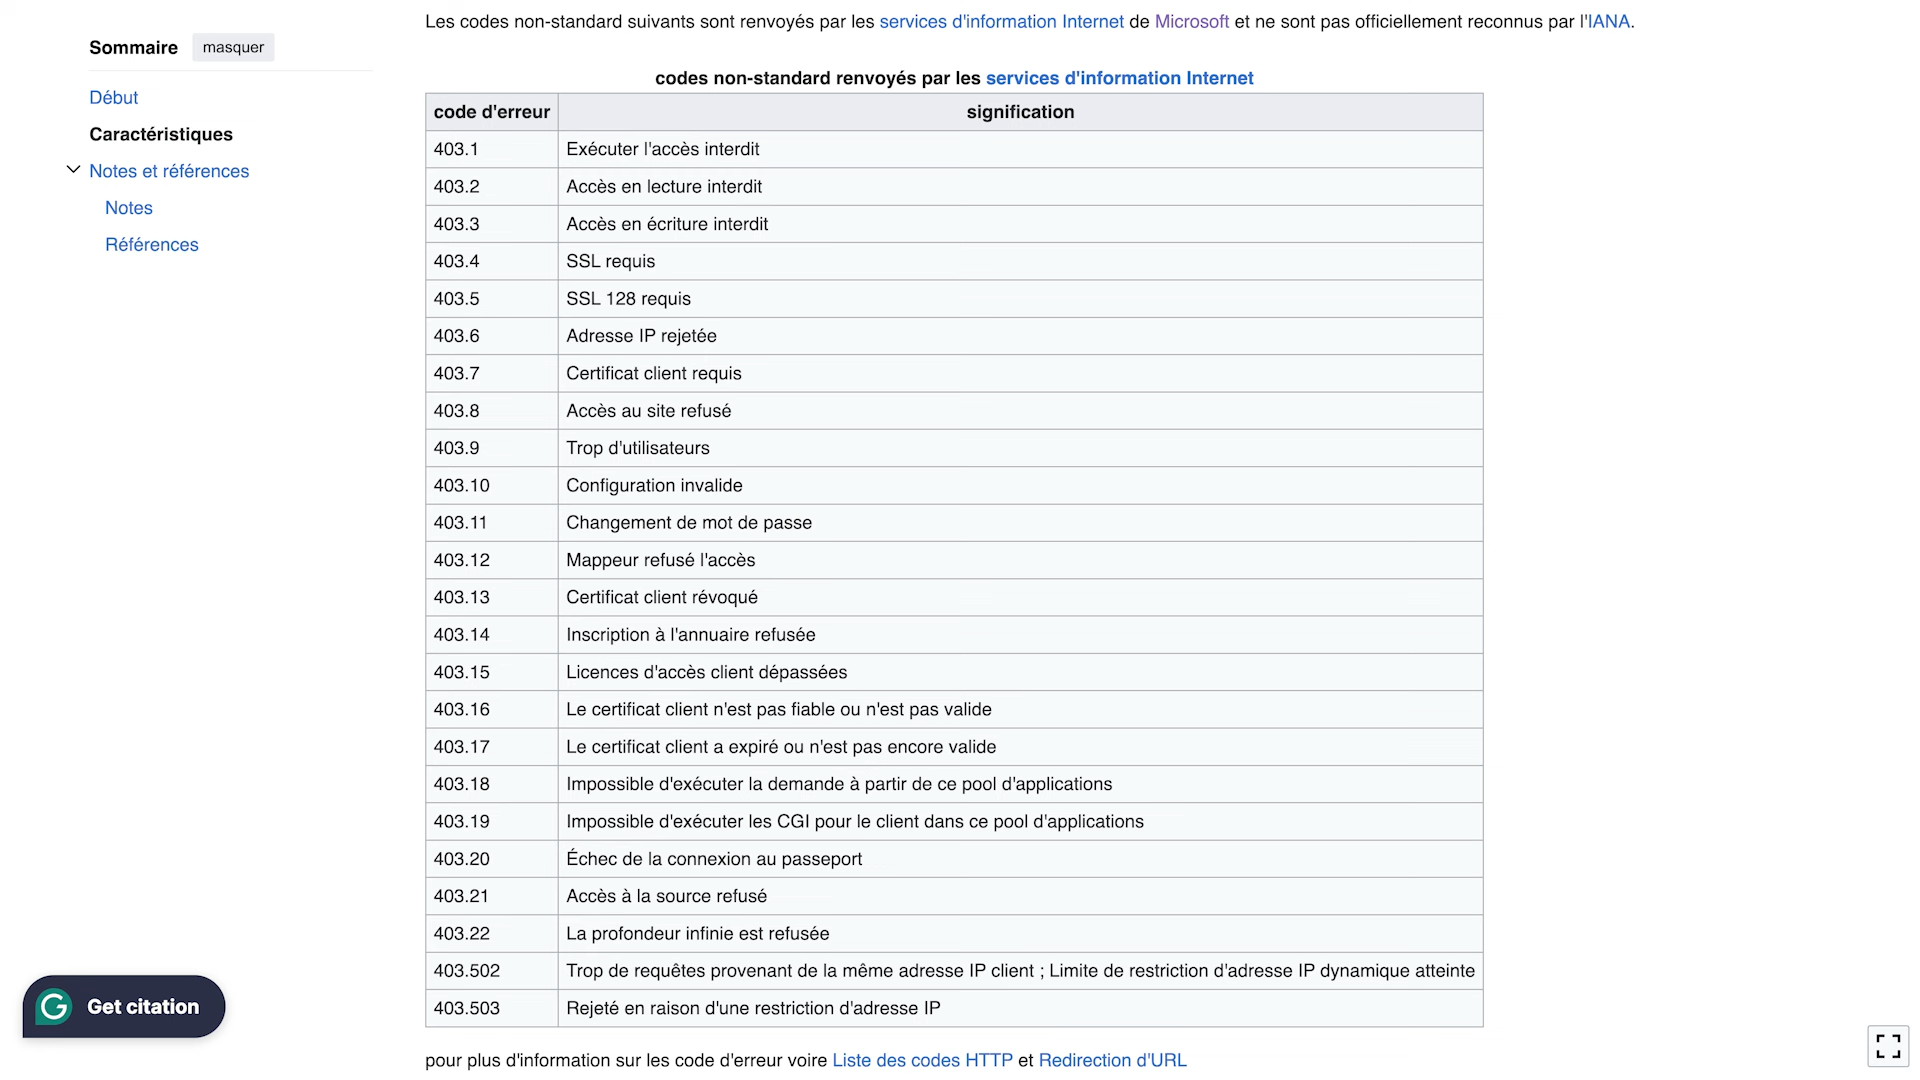 Les codes non-standard suivants sont renvoyés par les services d'information Internet de Microsoft et ne sont pas officiellement reconnus par l'IANA.
Sommaire masquer
Début
Caractéristiques
Notes et références
Notes
Références
codes non-standard renvoyés par les services d'information Internet
code d'erreur signification
403.1 Exécuter l'accès interdit
403.2 Accès en lecture interdit
403.3 Accès en écriture interdit
403.4 SSL requis
403.5 SSL 128 requis
403.6 Adresse IP rejetée
403.7 Certificat client requis
403.8 Accès au site refusé
403.9 Trop d'utilisateurs
403.10 Configuration invalide
403.11 Changement de mot de passe
403.12 Mappeur refusé l'accès
403.13 Certificat client révoqué
403.14 Inscription à l'annuaire refusée
403.15 Licences d'accès client dépassées
403.16 Le certificat client n'est pas fiable ou n'est pas valide
403.17 Le certificat client a expiré ou n'est pas encore valide
403.18 Impossible d'exécuter la demande à partir de ce pool d'applications
403.19 Impossible d'exécuter les CGI pour le client dans ce pool d'applications
403.20 Échec de la connexion au passeport
403.21 Accès à la source refusé
403.22 La profondeur infinie est refusée
403.502 Trop de requêtes provenant de la même adresse IP client ; Limite de restriction d'adresse IP dynamique atteinte
403.503 Rejeté en raison d'une restriction d'adresse IP
pour plus d'information sur les code d'erreur voire Liste des codes HTTP et Redirection d'URL
Get citation